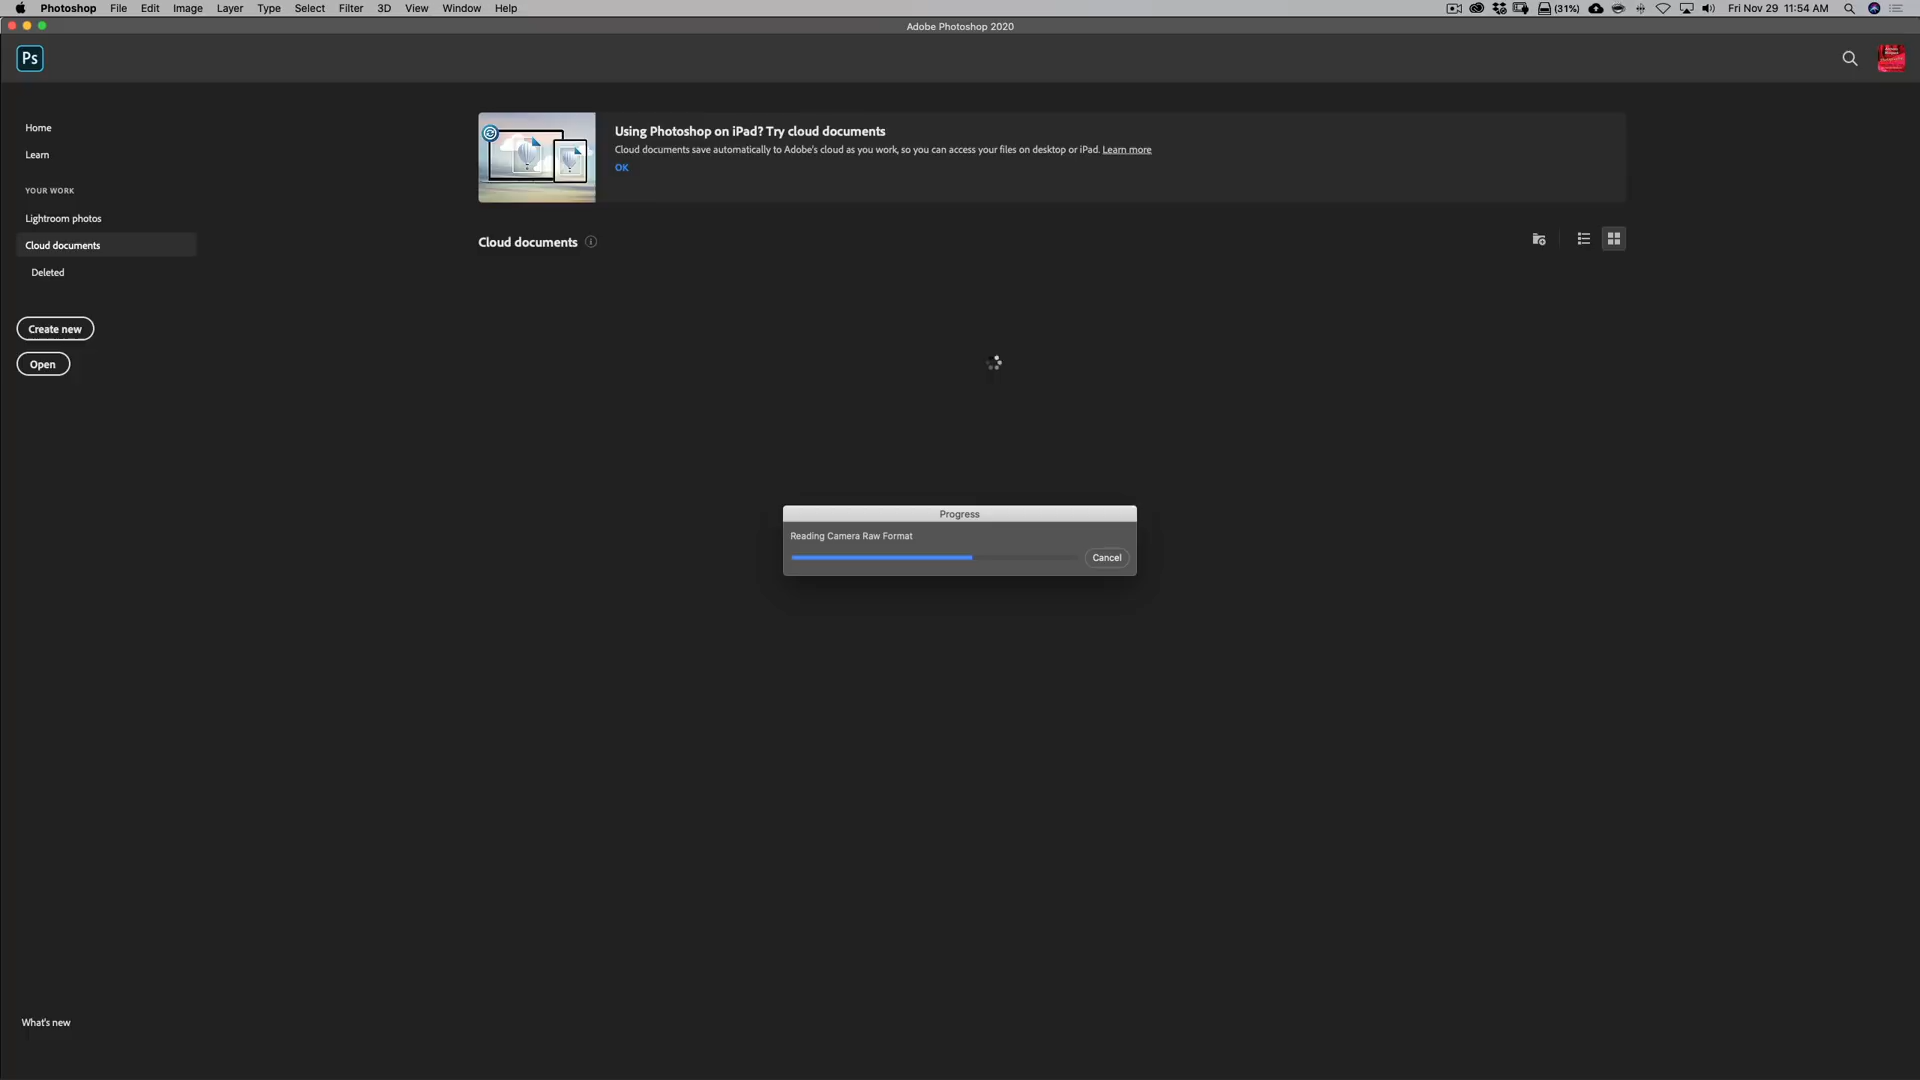 Photoshop File Edit Image Layer Type Select Filter 3D View Window Help (31%) Fri Nov 29 11:54 AM
Adobe Photoshop 2020
Ps
Home
Learn
YOUR WORK
Lightroom photos
Cloud documents
Deleted
Create new
Open
Using Photoshop on iPad? Try cloud documents
Cloud documents save automatically to Adobe's cloud as you work, so you can access your files on desktop or iPad. Learn more
OK
Cloud documents
Progress
Reading Camera Raw Format
Cancel
What's new